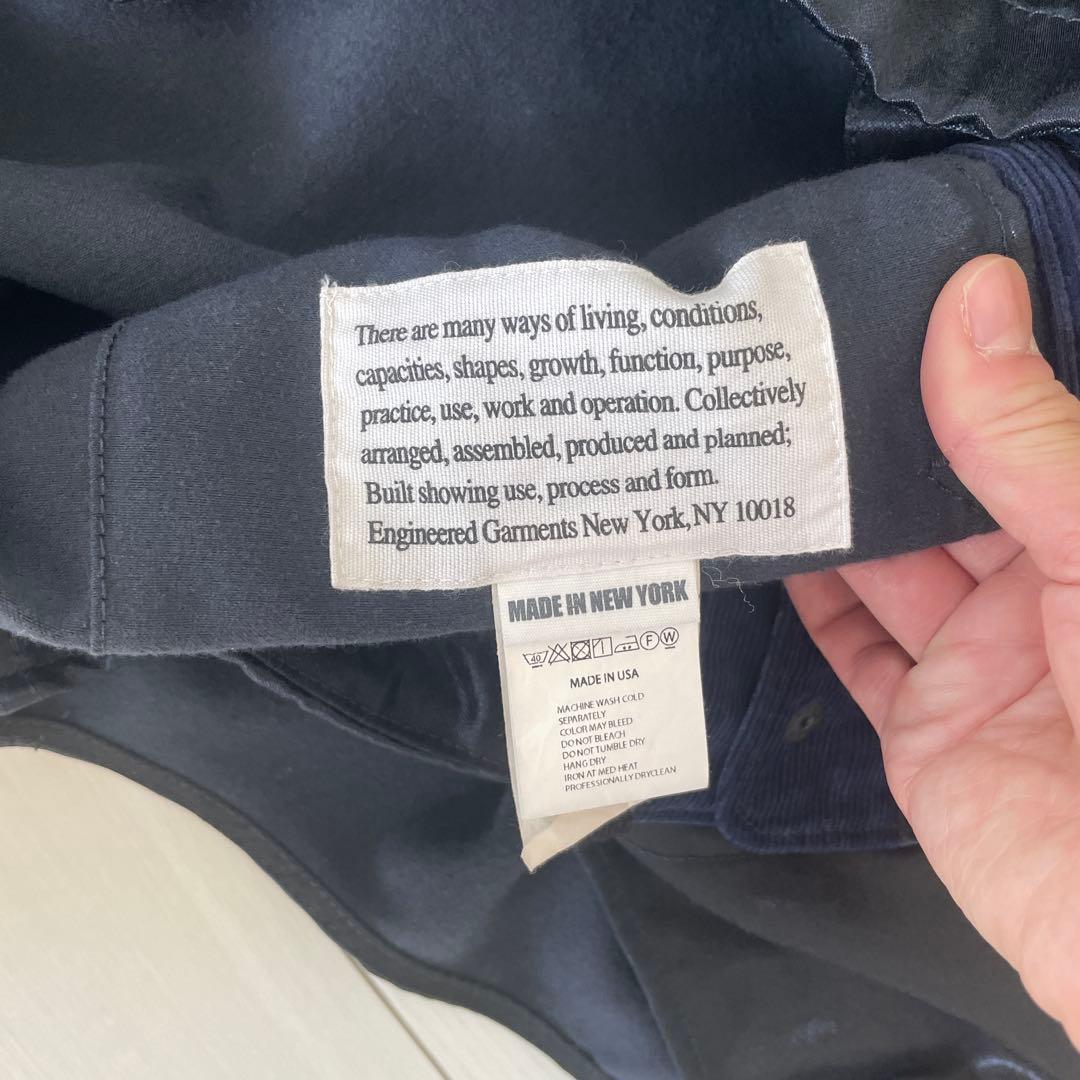 There are many ways of living, conditions,
capacities, shapes, growth, function, purpose,
practice, use, work and operation. Collectively
arranged, assembled, produced and planned;
Built showing use, process and form.
Engineered Garments New York, NY 10018
MADE IN NEW YORK
40 F W
MADE IN USA
MACHINE WASH COLD
SEPARATELY
COLOR MAY BLEED
DO NOT BLEACH
DO NOT TUMBLE DRY
HANG DRY
IRON AT MED HEAT
PROFESSIONALLY DRYCLEAN